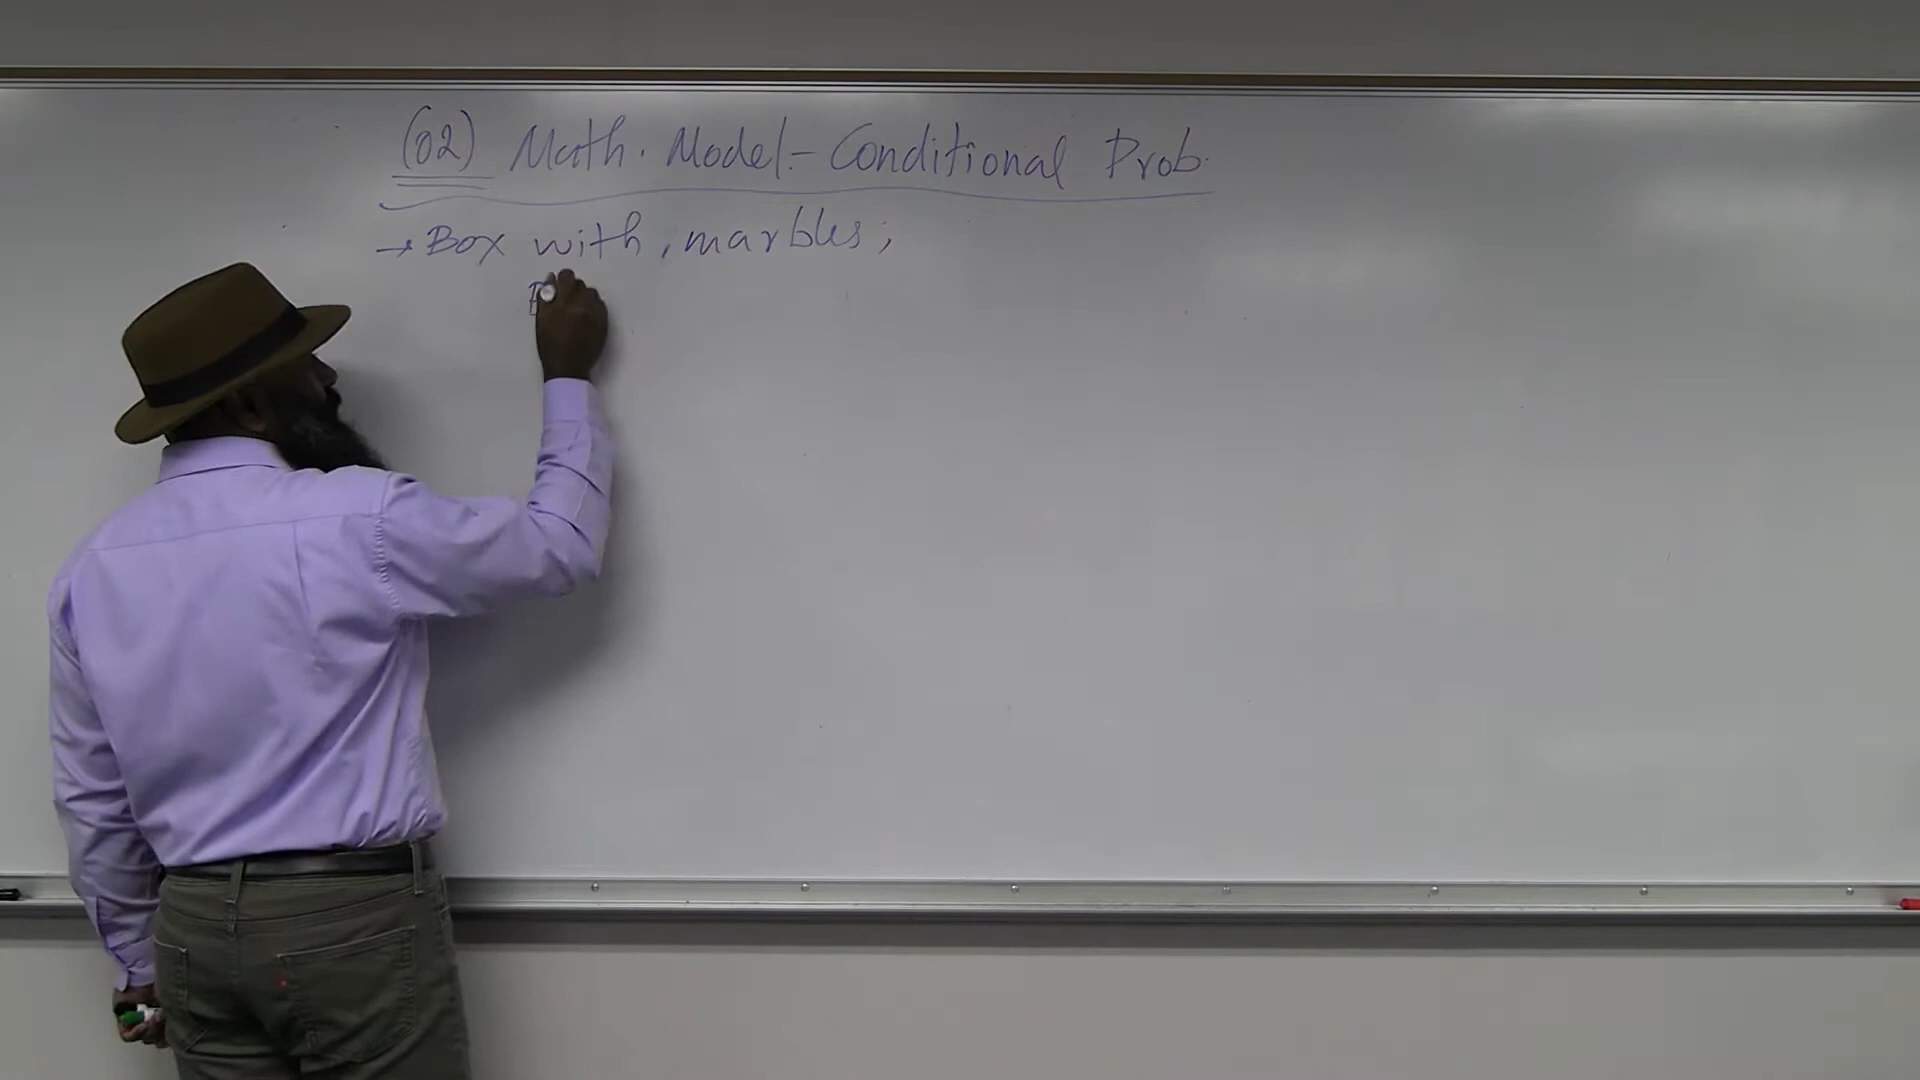 (02) Math. Model - Conditional Prob.
→ Box with, marbles;